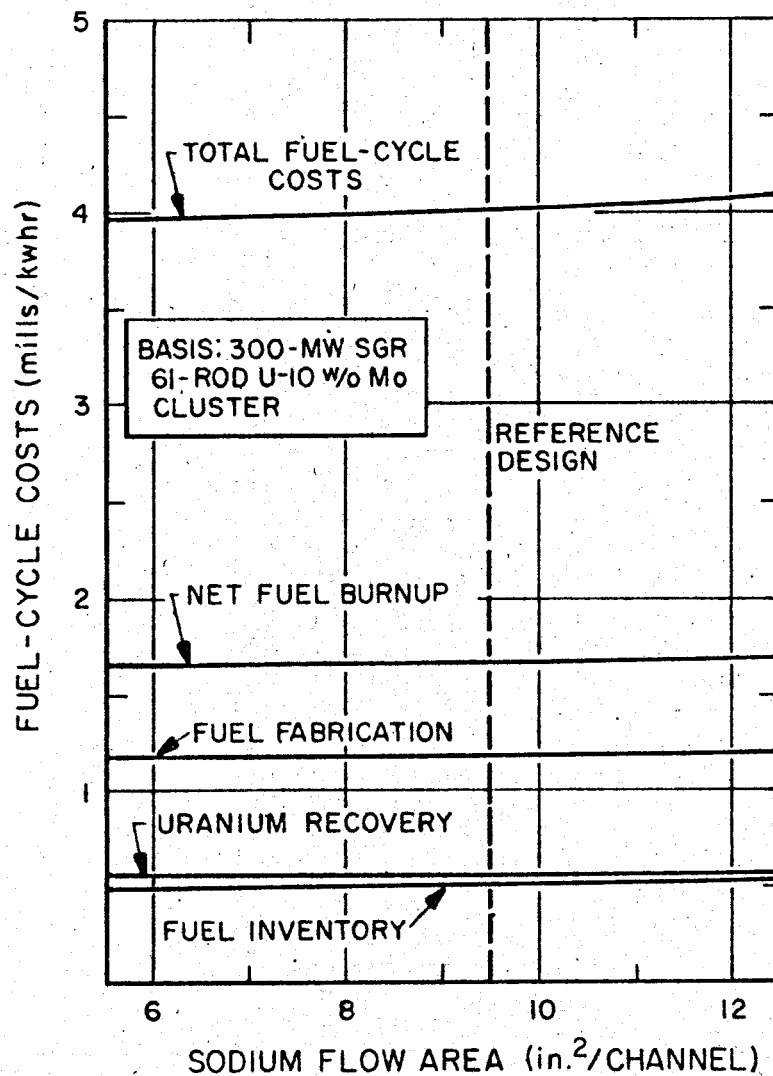 5
TOTAL FUEL-CYCLE
COSTS
4
BASIS: 300-MW SGR
61-ROD U-10 w/o Mo
CLUSTER
3
REFERENCE
DESIGN
NET FUEL BURNUP
2
FUEL FABRICATION
1
URANIUM RECOVERY
FUEL INVENTORY
6 8 10 12
SODIUM FLOW AREA (in.²/CHANNEL)
FUEL-CYCLE COSTS (mills/kwhr)